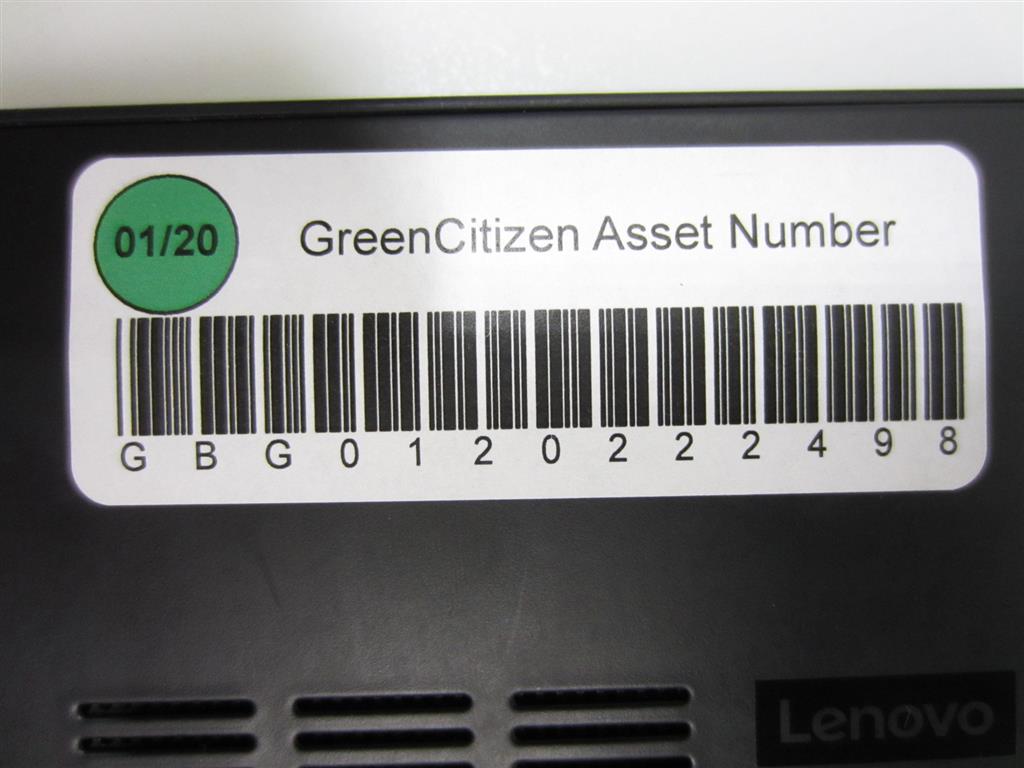 01/20
GreenCitizen Asset Number
G B G 0 1 2 0 2 2 2 4 9 8
Lenovo